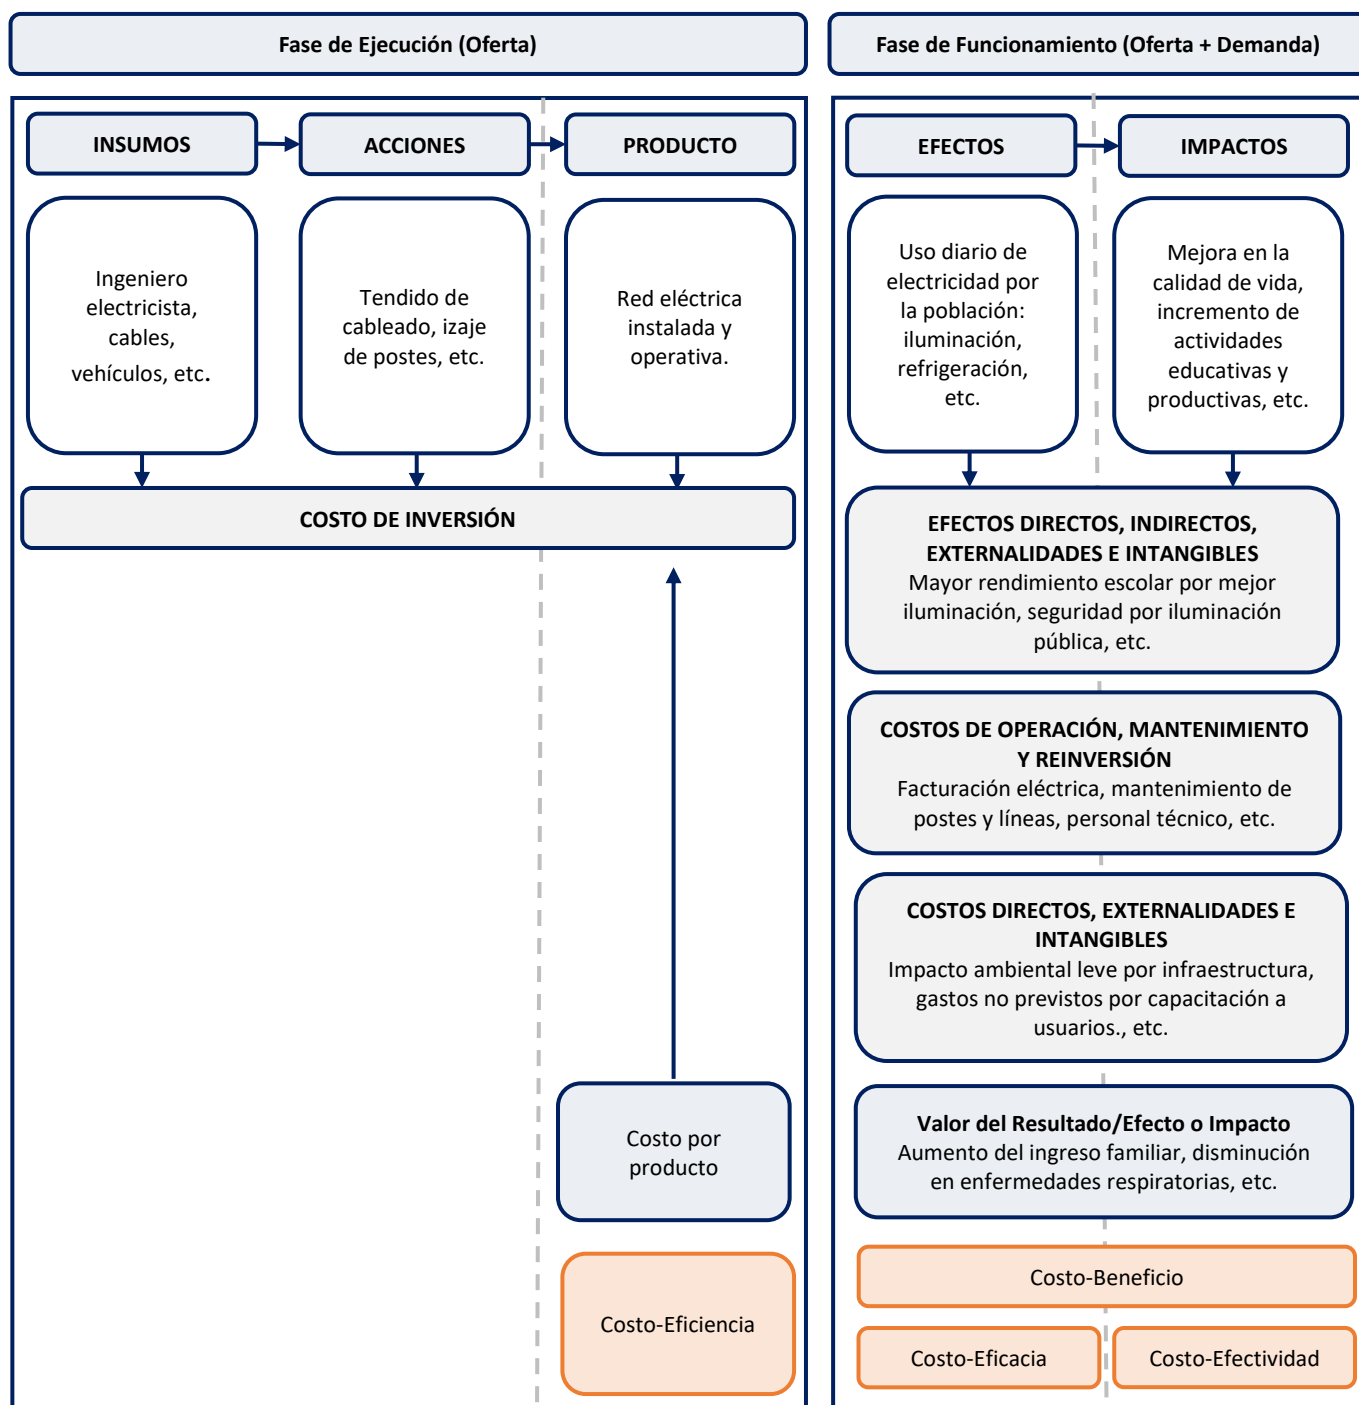 Fase de Ejecución (Oferta)
Fase de Funcionamiento (Oferta + Demanda)
INSUMOS
ACCIONES
PRODUCTO
EFECTOS
IMPACTOS
Ingeniero
electricista,
cables,
vehículos, etc.
Tendido de
cableado, izaje
de postes, etc.
Red eléctrica
instalada y
operativa.
Uso diario de
electricidad por
la población:
iluminación,
refrigeración,
etc.
Mejora en la
calidad de vida,
incremento de
actividades
educativas y
productivas, etc.
COSTO DE INVERSIÓN
EFECTOS DIRECTOS, INDIRECTOS,
EXTERNALIDADES E INTANGIBLES
Mayor rendimiento escolar por mejor
iluminación, seguridad por iluminación
pública, etc.
COSTOS DE OPERACIÓN, MANTENIMIENTO
Y REINVERSIÓN
Facturación eléctrica, mantenimiento de
postes y líneas, personal técnico, etc.
COSTOS DIRECTOS, EXTERNALIDADES E
INTANGIBLES
Impacto ambiental leve por infraestructura,
gastos no previstos por capacitación a
usuarios., etc.
Costo por
producto
Valor del Resultado/Efecto o Impacto
Aumento del ingreso familiar, disminución
en enfermedades respiratorias, etc.
Costo-Eficiencia
Costo-Beneficio
Costo-Eficacia
Costo-Efectividad